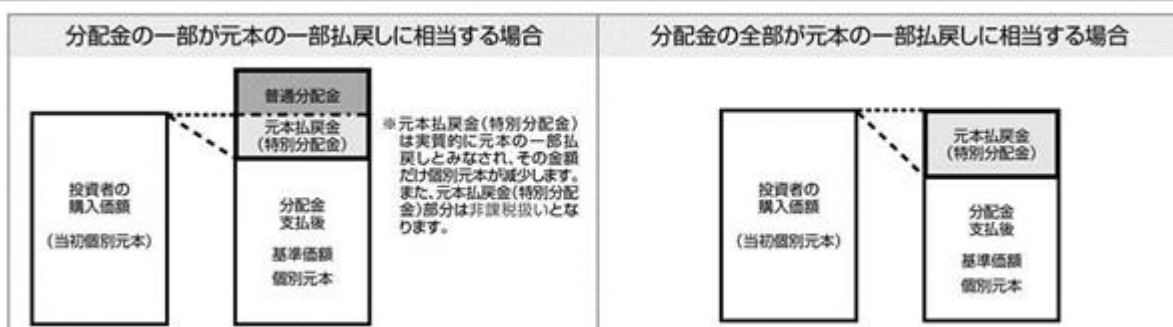 分配金の一部が元本の一部払戻しに相当する場合
普通分配金
元本払戻金
(特別分配金)
投資者の
購入価額
(当初個別元本)
分配金
支払後
基準価額
個別元本
※元本払戻金(特別分配金)
は実質的に元本の一部払
戻しとみなされ、その金額
だけ個別元本が減少します。
また、元本払戻金(特別分配
金)部分は非課税扱いとな
ります。
分配金の全部が元本の一部払戻しに相当する場合
元本払戻金
(特別分配金)
投資者の
購入価額
(当初個別元本)
分配金
支払後
基準価額
個別元本